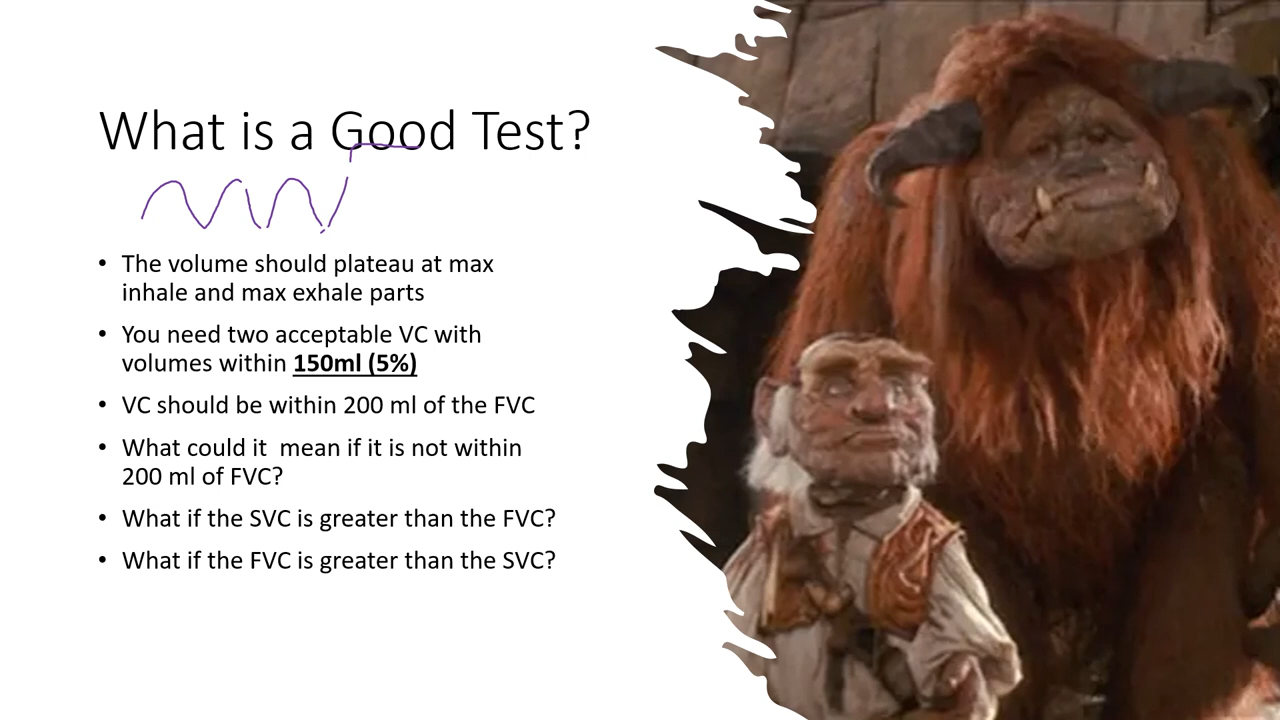 What is a Good Test?
• The volume should plateau at max
inhale and max exhale parts
• You need two acceptable VC with
volumes within 150ml (5%)
• VC should be within 200 ml of the FVC
• What could it  mean if it is not within
200 ml of FVC?
• What if the SVC is greater than the FVC?
• What if the FVC is greater than the SVC?